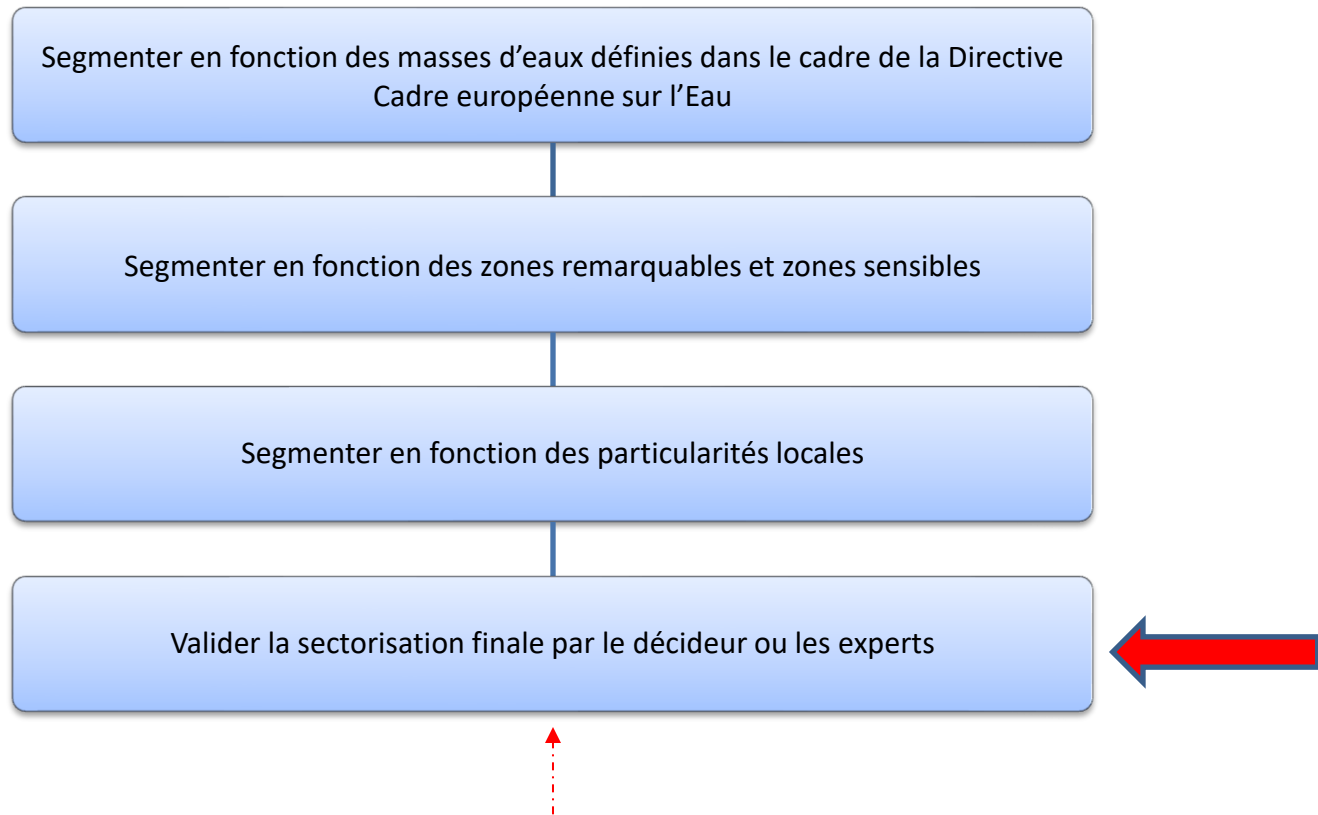 Segmenter en fonction des masses d’eaux définies dans le cadre de la Directive
Cadre européenne sur l’Eau
Segmenter en fonction des zones remarquables et zones sensibles
Segmenter en fonction des particularités locales
Valider la sectorisation finale par le décideur ou les experts